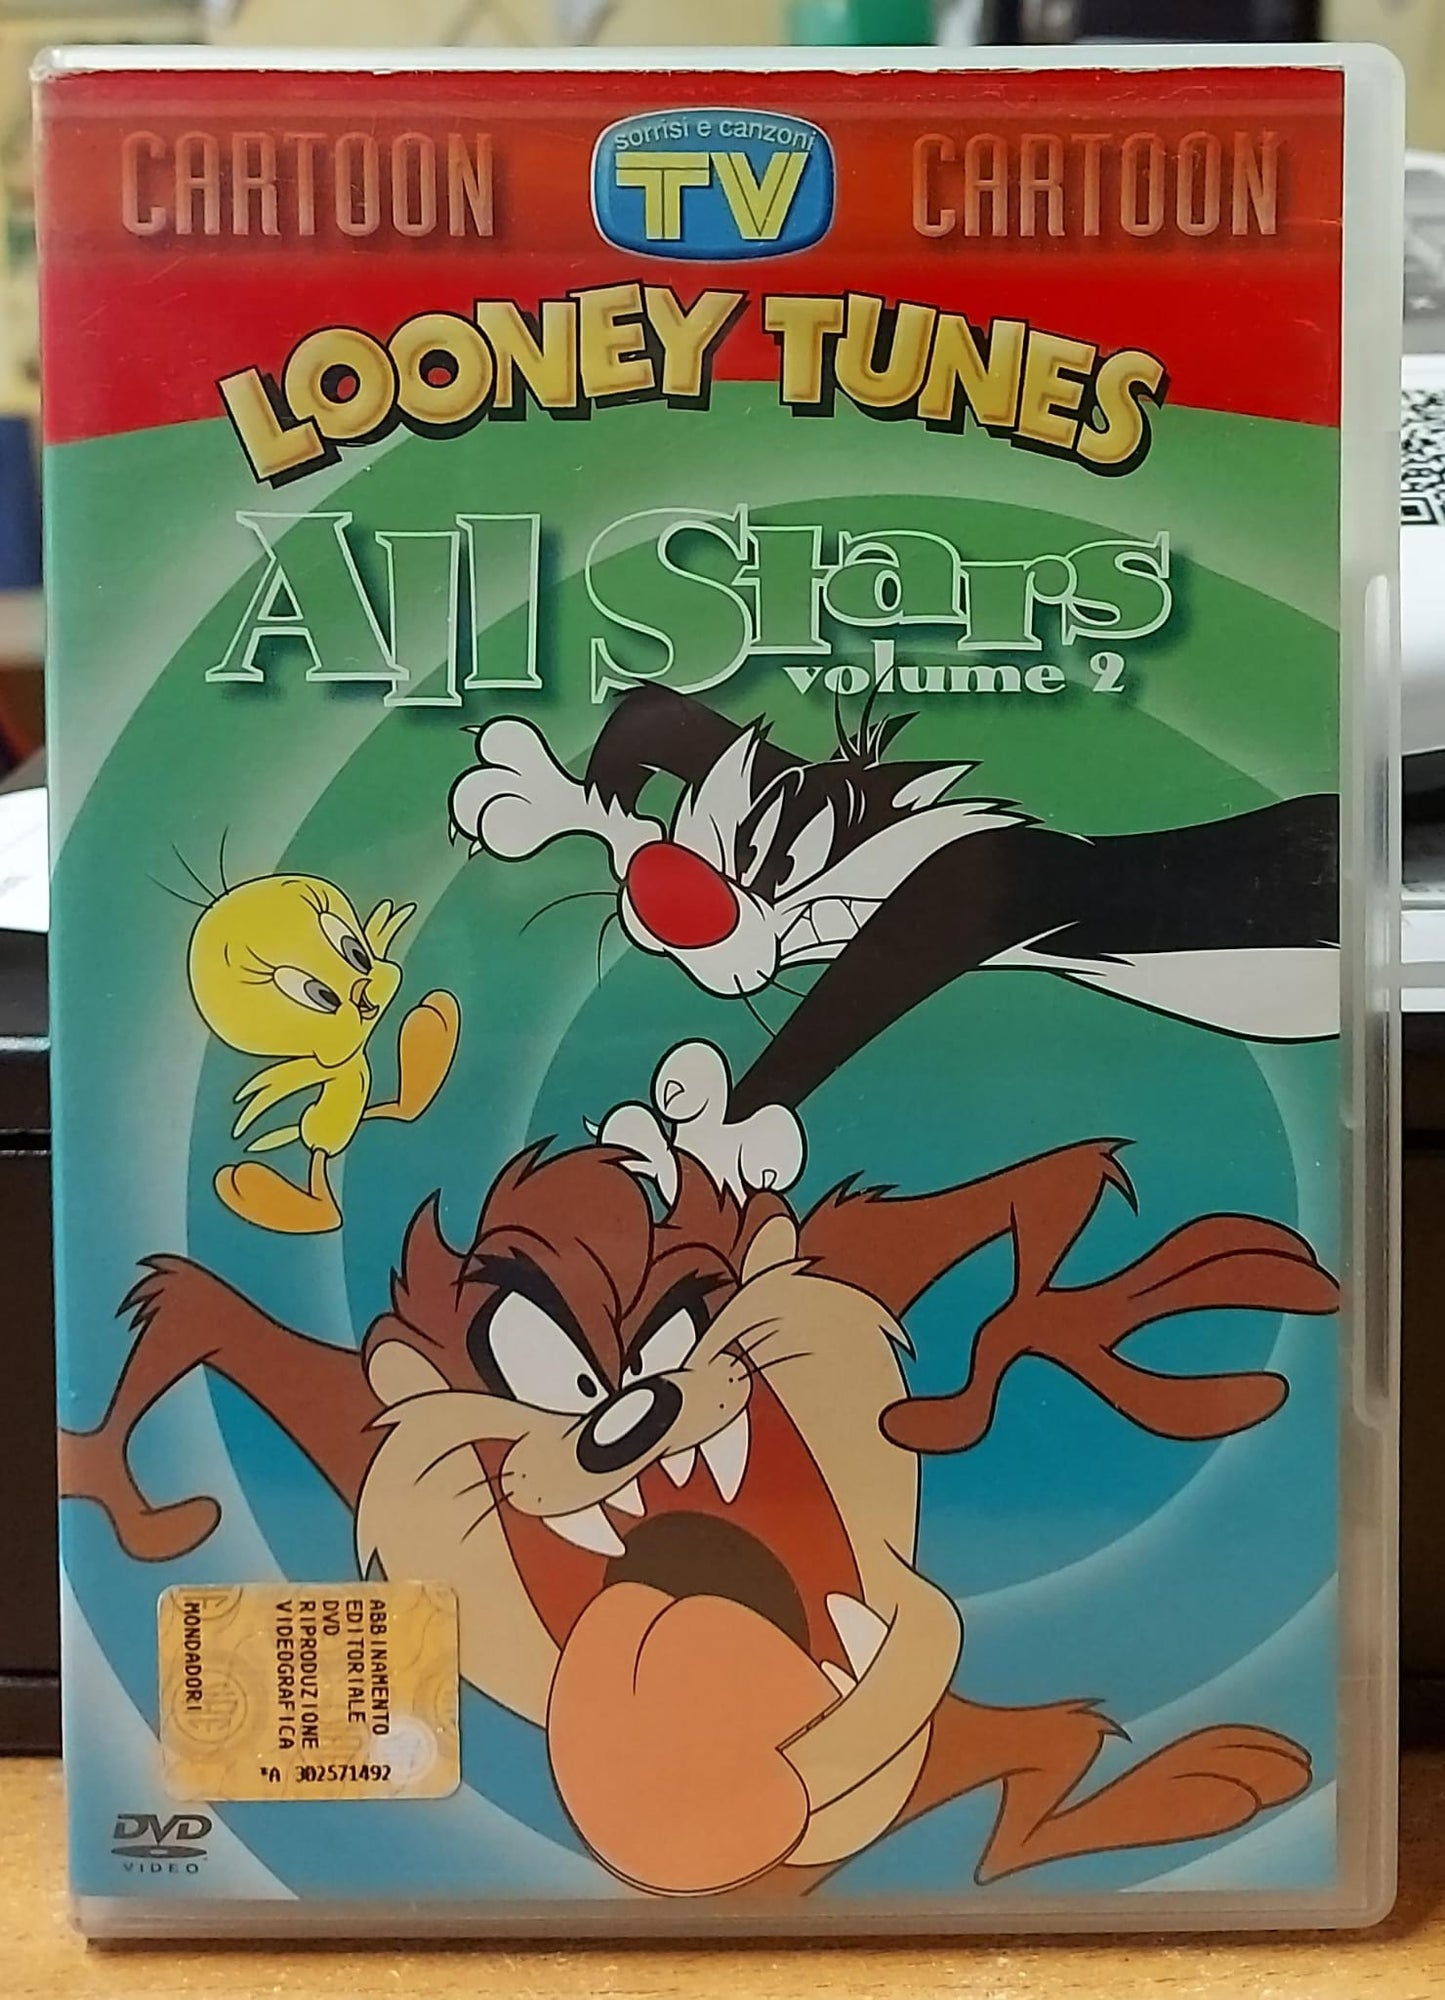 CARTOON
sorrisi e canzoni
TV
CARTOON
LOONEY TUNES
All Stars
volume 2
ABBINAMENTO
EDITORIALE
DVD
RIPRODUZIONE
VIDEOGRAFICA
MONDADORI
*A 302571492
DVD
VIDEO